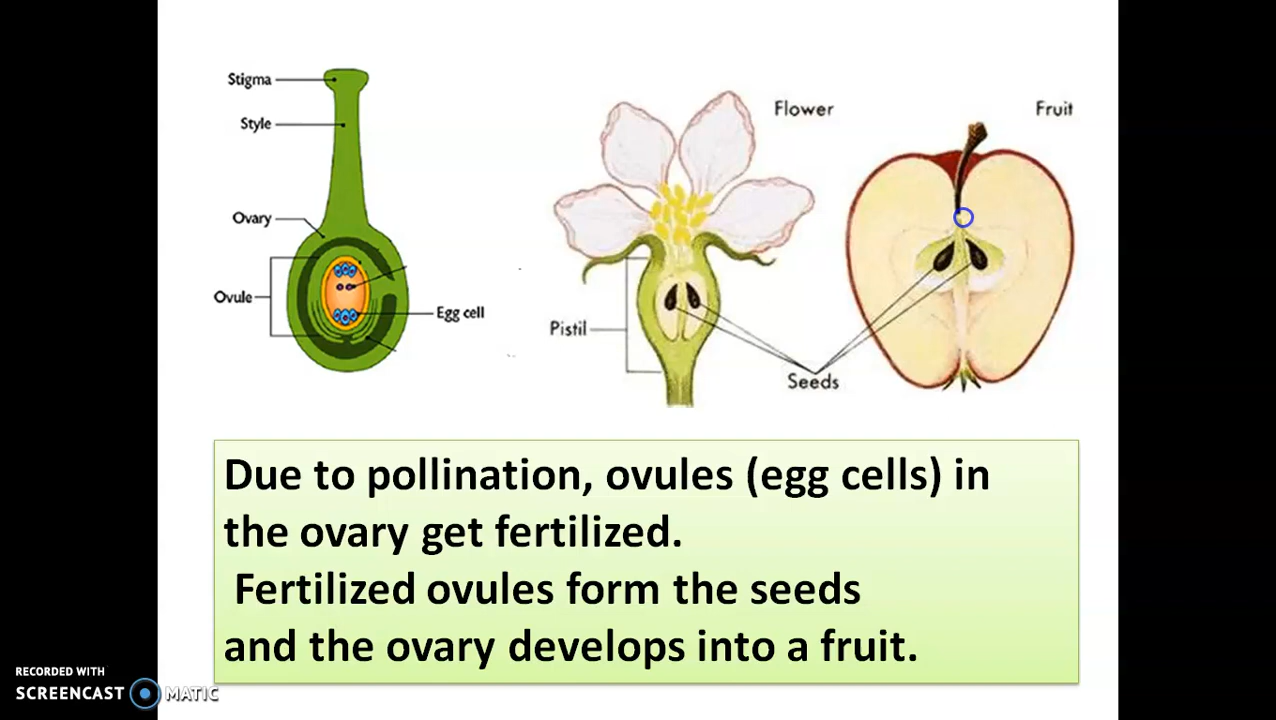 Stigma
Style
Ovary
Ovule
Egg cell
Flower
Fruit
Pistil
Seeds
Due to pollination, ovules (egg cells) in
the ovary get fertilized.
Fertilized ovules form the seeds
and the ovary develops into a fruit.
RECORDED WITH
SCREENCAST MATIC